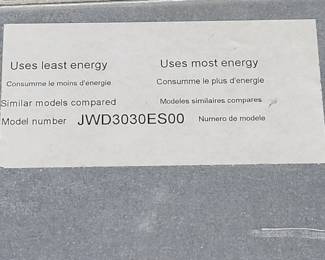 Uses least energy Uses most energy
Consumme le moins d'energie Consumme le plus d'energie
Similar models compared Modeles similaires compares
Model number JWD3030ES00 Numero de modele